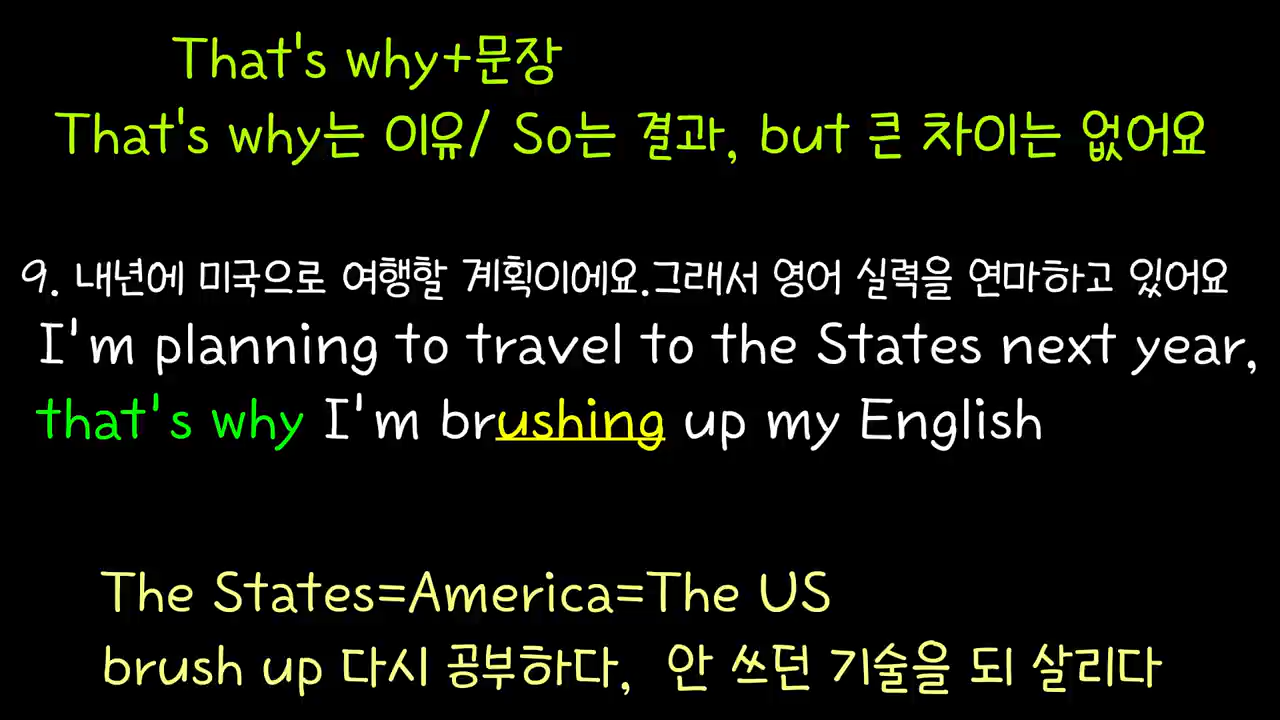 That's why+문장
That's why는 이유/ So는 결과, but 큰 차이는 없어요
9. 내년에 미국으로 여행할 계획이에요.그래서 영어 실력을 연마하고 있어요
I'm planning to travel to the States next year,
that's why I'm brushing up my English
The States=America=The US
brush up 다시 공부하다, 안 쓰던 기술을 되 살리다